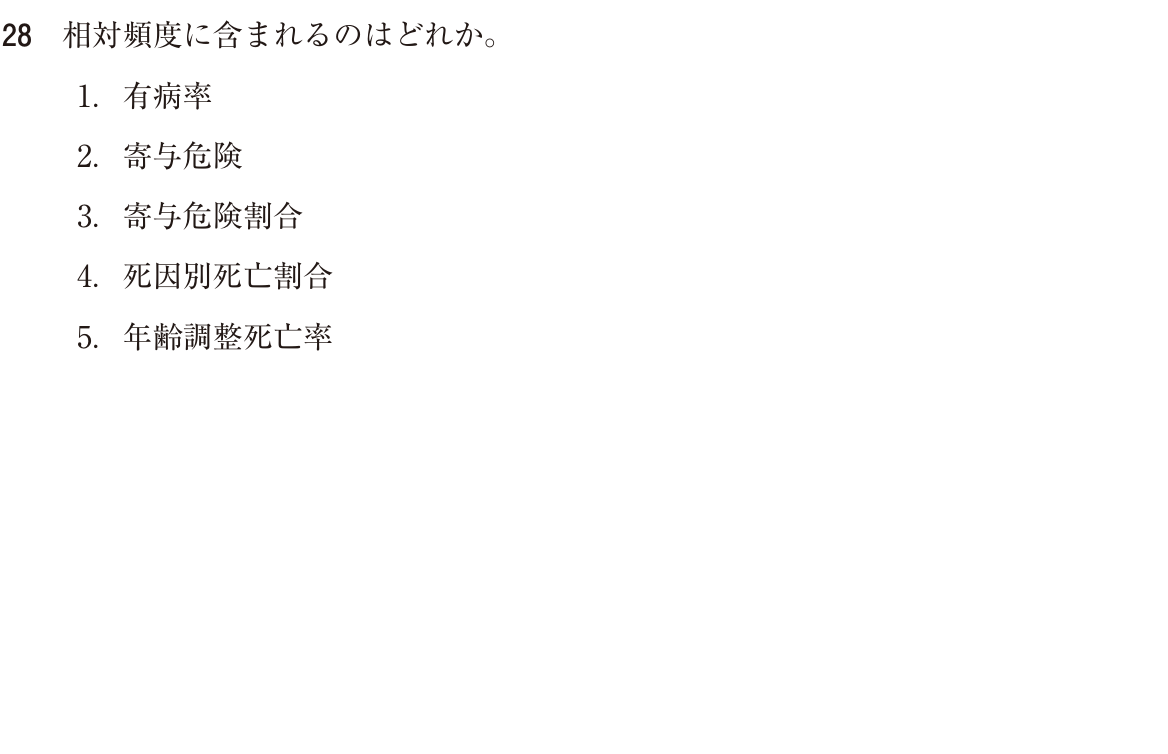 28 相対頻度に含まれるのはどれか。
1. 有病率
2. 寄与危険
3. 寄与危険割合
4. 死因別死亡割合
5. 年齢調整死亡率